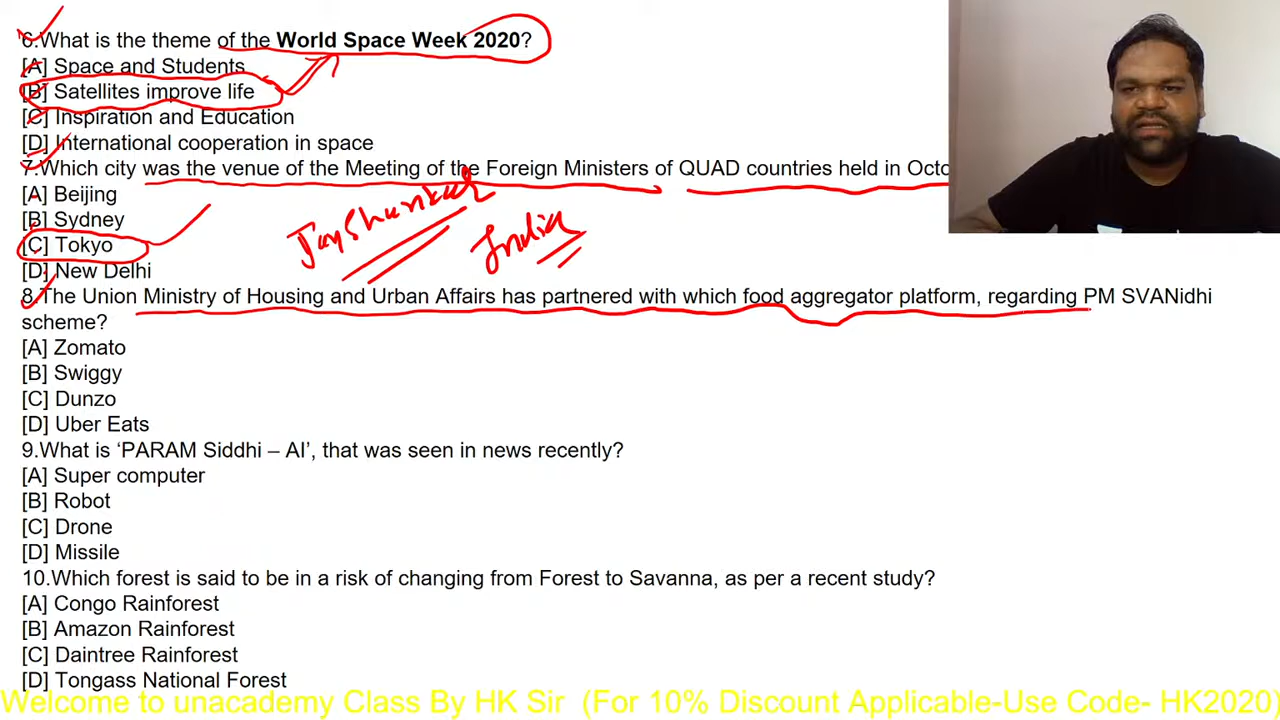 6.What is the theme of the World Space Week 2020?
[A] Space and Students
[B] Satellites improve life
[C] Inspiration and Education
[D] International cooperation in space
7.Which city was the venue of the Meeting of the Foreign Ministers of QUAD countries held in Octo
[A] Beijing
[B] Sydney
[C] Tokyo
[D] New Delhi
JayShankar
India
8.The Union Ministry of Housing and Urban Affairs has partnered with which food aggregator platform, regarding PM SVANidhi
scheme?
[A] Zomato
[B] Swiggy
[C] Dunzo
[D] Uber Eats
9.What is ‘PARAM Siddhi – AI’, that was seen in news recently?
[A] Super computer
[B] Robot
[C] Drone
[D] Missile
10.Which forest is said to be in a risk of changing from Forest to Savanna, as per a recent study?
[A] Congo Rainforest
[B] Amazon Rainforest
[C] Daintree Rainforest
[D] Tongass National Forest
Welcome to unacademy Class By HK Sir (For 10% Discount Applicable-Use Code- HK2020)